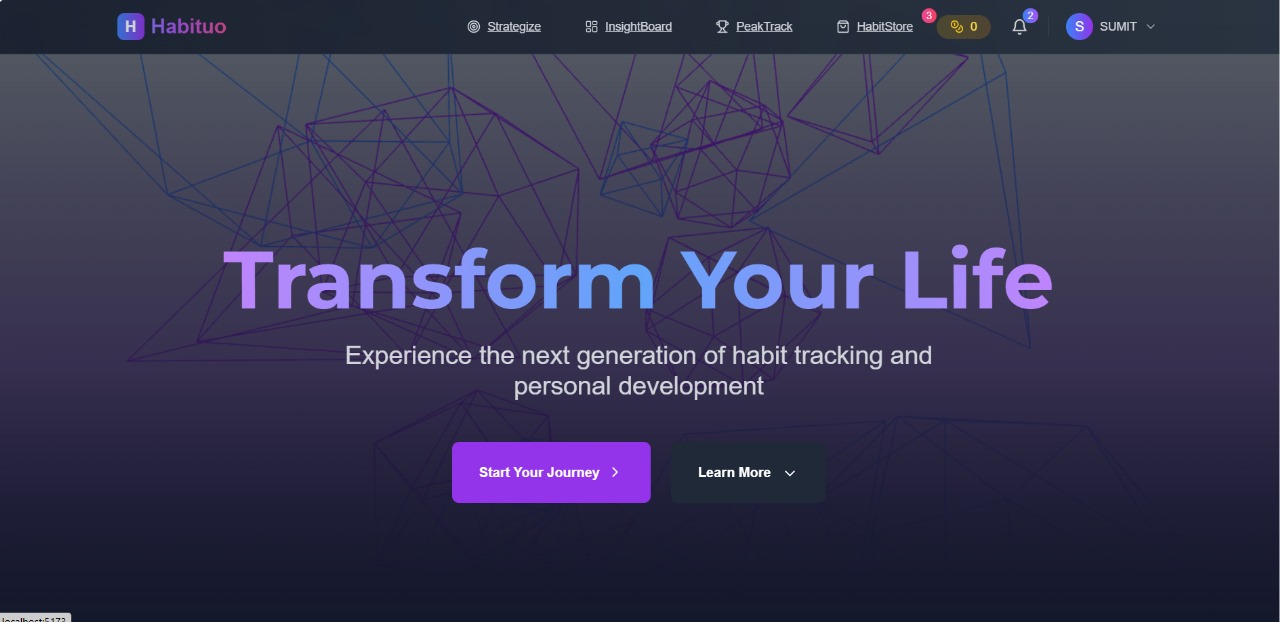 H Habituo Strategize InsightBoard PeakTrack HabitStore 3 0 2 S SUMIT
Transform Your Life
Experience the next generation of habit tracking and
personal development
Start Your Journey Learn More
localhost:5173